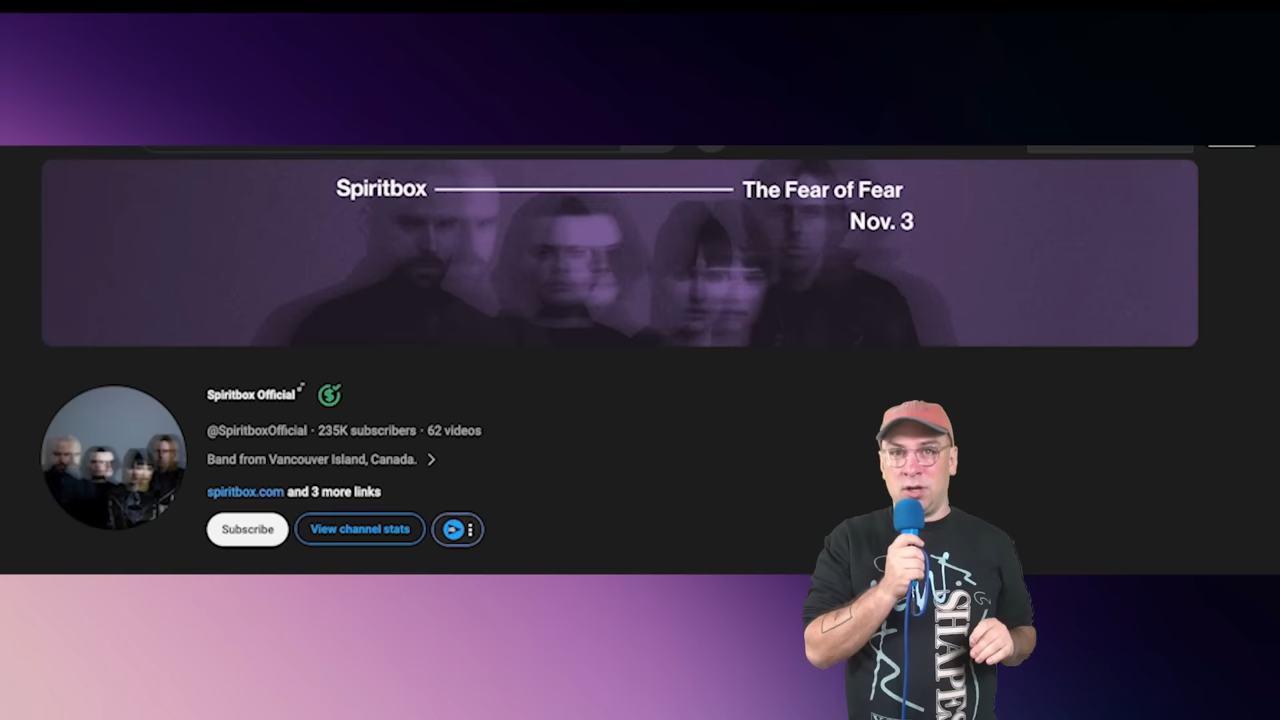 Spiritbox
The Fear of Fear
Nov. 3
Spiritbox Official
@SpiritboxOfficial · 235K subscribers · 62 videos
Band from Vancouver Island, Canada.
spiritbox.com and 3 more links
Subscribe
View channel stats
SHAPES